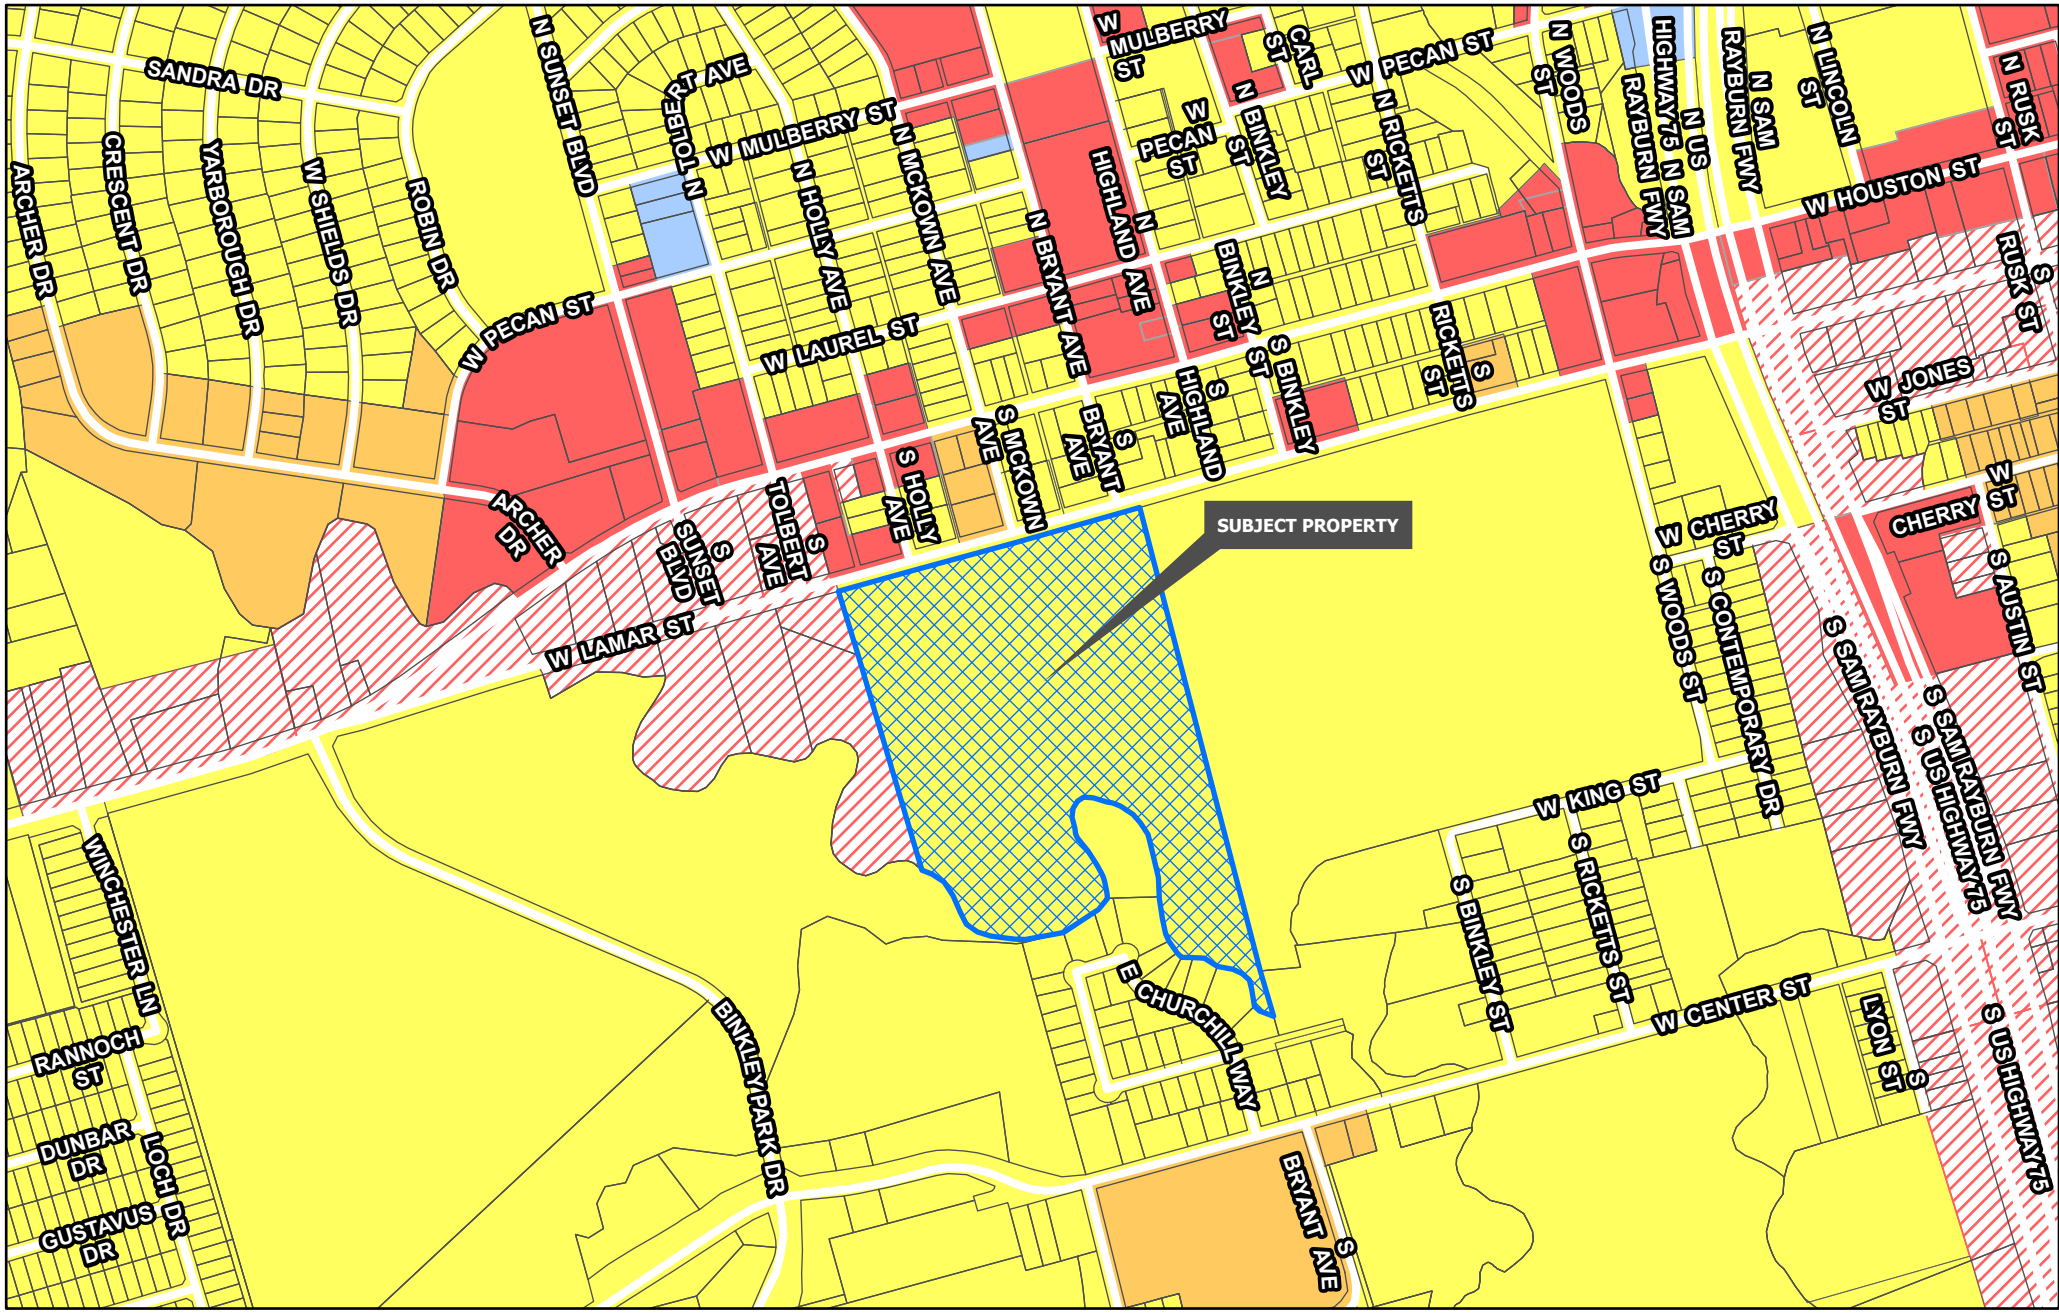 SANDRA DR
ARCHER DR
CRESCENT DR
YARBOROUGH DR
W SHIELDS DR
ROBIN DR
N SUNSET BLVD
N TOLBERT AVE
W MULBERRY ST
N HOLLY AVE
N MCKOWN AVE
N BRYANT AVE
W
MULBERRY
ST
N
HIGHLAND AVE
W
PECAN
ST
N BINKLEY
ST
CARL
ST
W PECAN ST
N RICKETTS
ST
N WOODS
ST
RAYBURN FWY
HIGHWAY 75 N SAM
N US
RAYBURN FWY
N SAM
N LINCOLN
ST
N RUSK
ST
W HOUSTON ST
S
RUSK ST
W PECAN ST
W LAUREL ST
N
BINKLEY
ST
S BINKLEY
ST
S
RICKETTS
ST
S
HIGHLAND
AVE
S
BRYANT
AVE
S MCKOWN
AVE
S HOLLY
AVE
S
TOLBERT
AVE
S
SUNSET
BLVD
ARCHER
DR
W LAMAR ST
SUBJECT PROPERTY
W JONES
ST
W
CHERRY ST
W CHERRY
ST
S WOODS ST
S CONTEMPORARY DR
S AUSTIN ST
S SAM RAYBURN FWY
S SAM RAYBURN FWY
S US HIGHWAY 75
W KING ST
S BINKLEY ST
S RICKETTS ST
W CENTER ST
S
LYON ST
S US HIGHWAY 75
WINCHESTER LN
RANNOCH
ST
DUNBAR
DR
LOCH DR
GUSTAVUS
DR
BINKLEY PARK DR
E CHURCHILL WAY
S
BRYANT AVE